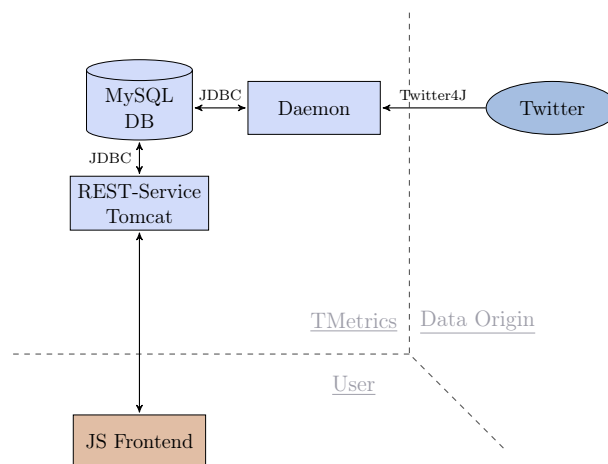 MySQL
DB
JDBC
Daemon
Twitter4J
Twitter
JDBC
REST-Service
Tomcat
TMetrics
Data Origin
User
JS Frontend